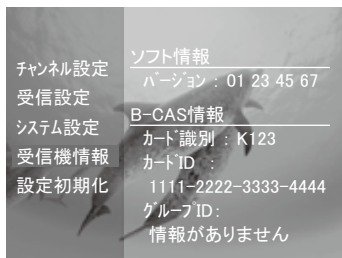 チャンネル設定
受信設定
システム設定
受信機情報
設定初期化
ソフト情報
バージョン : 01 23 45 67
B-CAS情報
カード識別 : K123
カードID :
1111-2222-3333-4444
グループID:
情報がありません